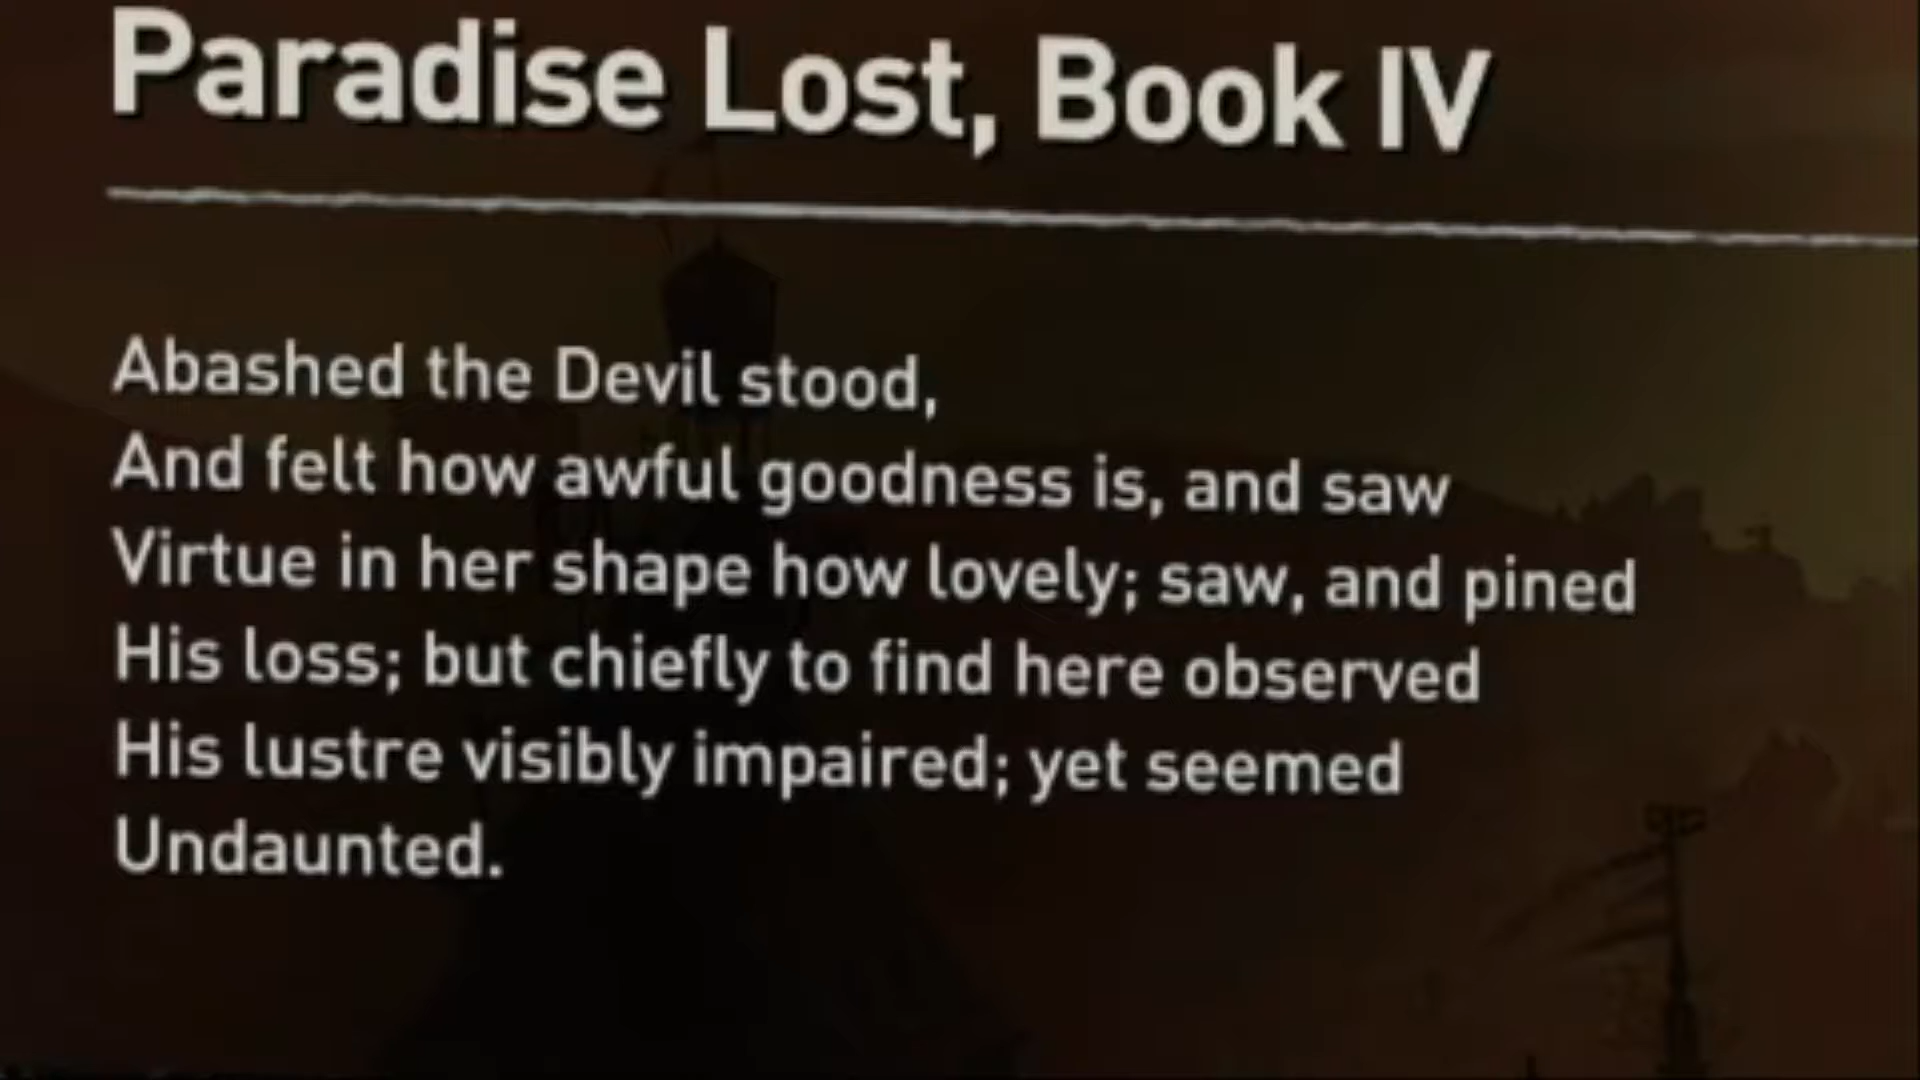 Paradise Lost, Book IV
Abashed the Devil stood,
And felt how awful goodness is, and saw
Virtue in her shape how lovely; saw, and pined
His loss; but chiefly to find here observed
His lustre visibly impaired; yet seemed
Undaunted.